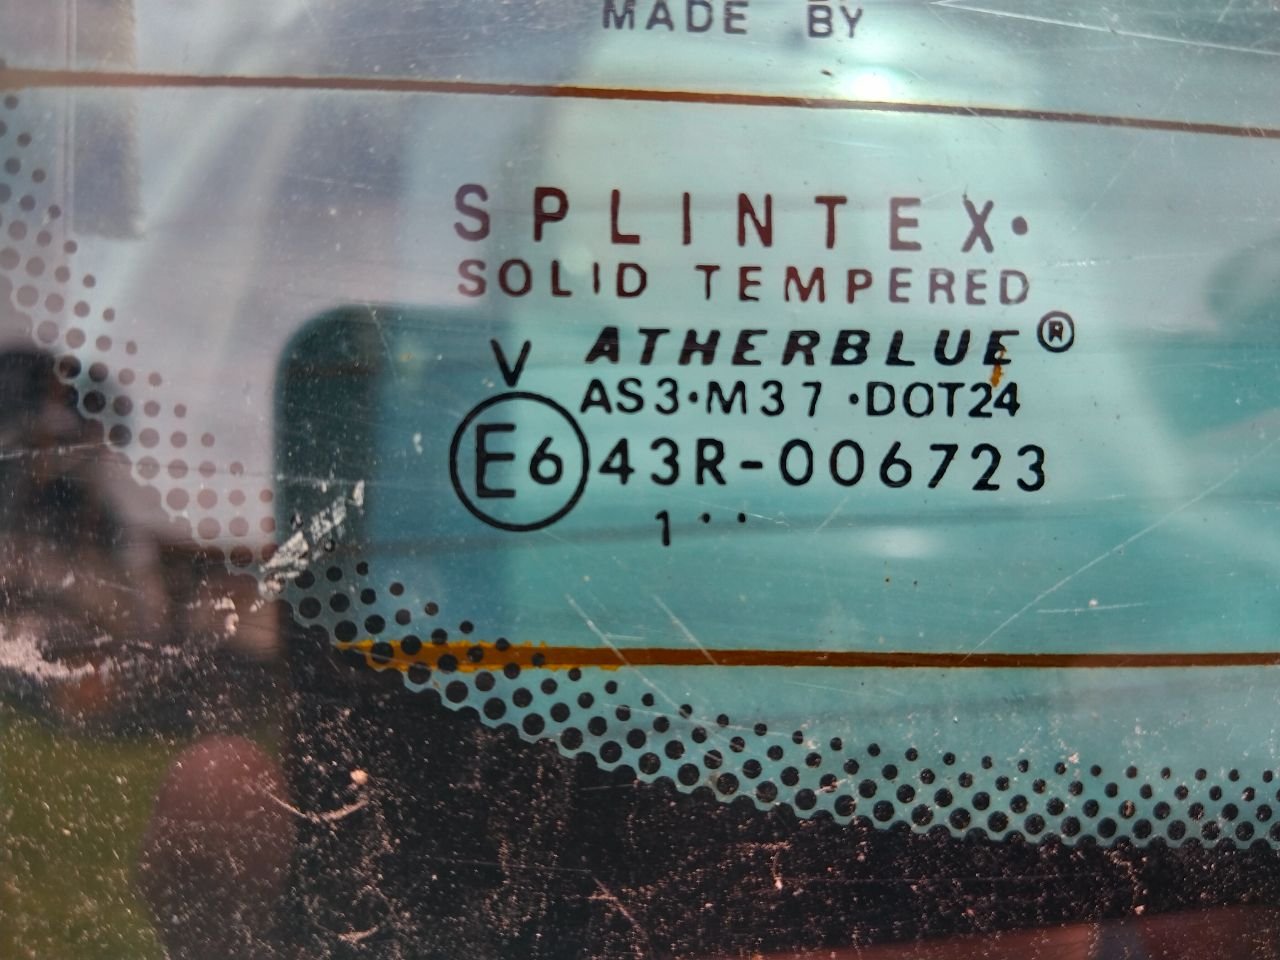 MADE BY
SPLINTEX·
SOLID TEMPERED
ATHERBLUE®
V AS3·M37·DOT24
E6 43R-006723
1··